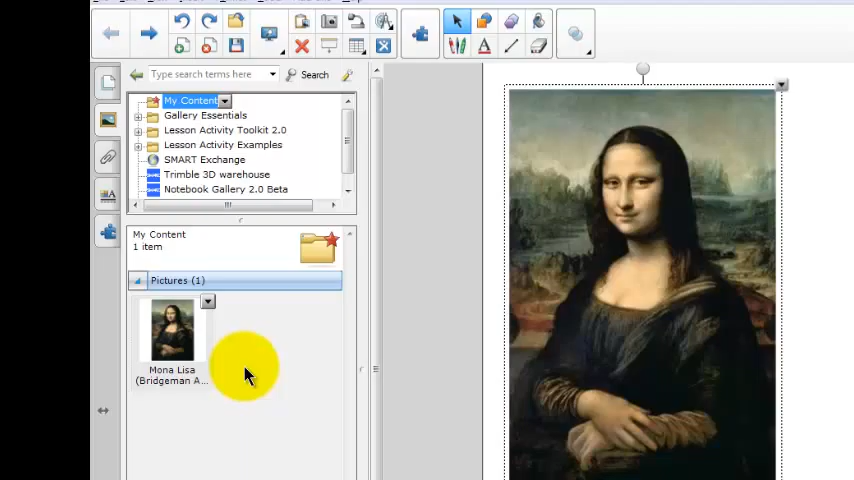 Type search terms here
Search
My Content
Gallery Essentials
Lesson Activity Toolkit 2.0
Lesson Activity Examples
SMART Exchange
Trimble 3D warehouse
Notebook Gallery 2.0 Beta
My Content
1 item
Pictures (1)
Mona Lisa
(Bridgeman A...